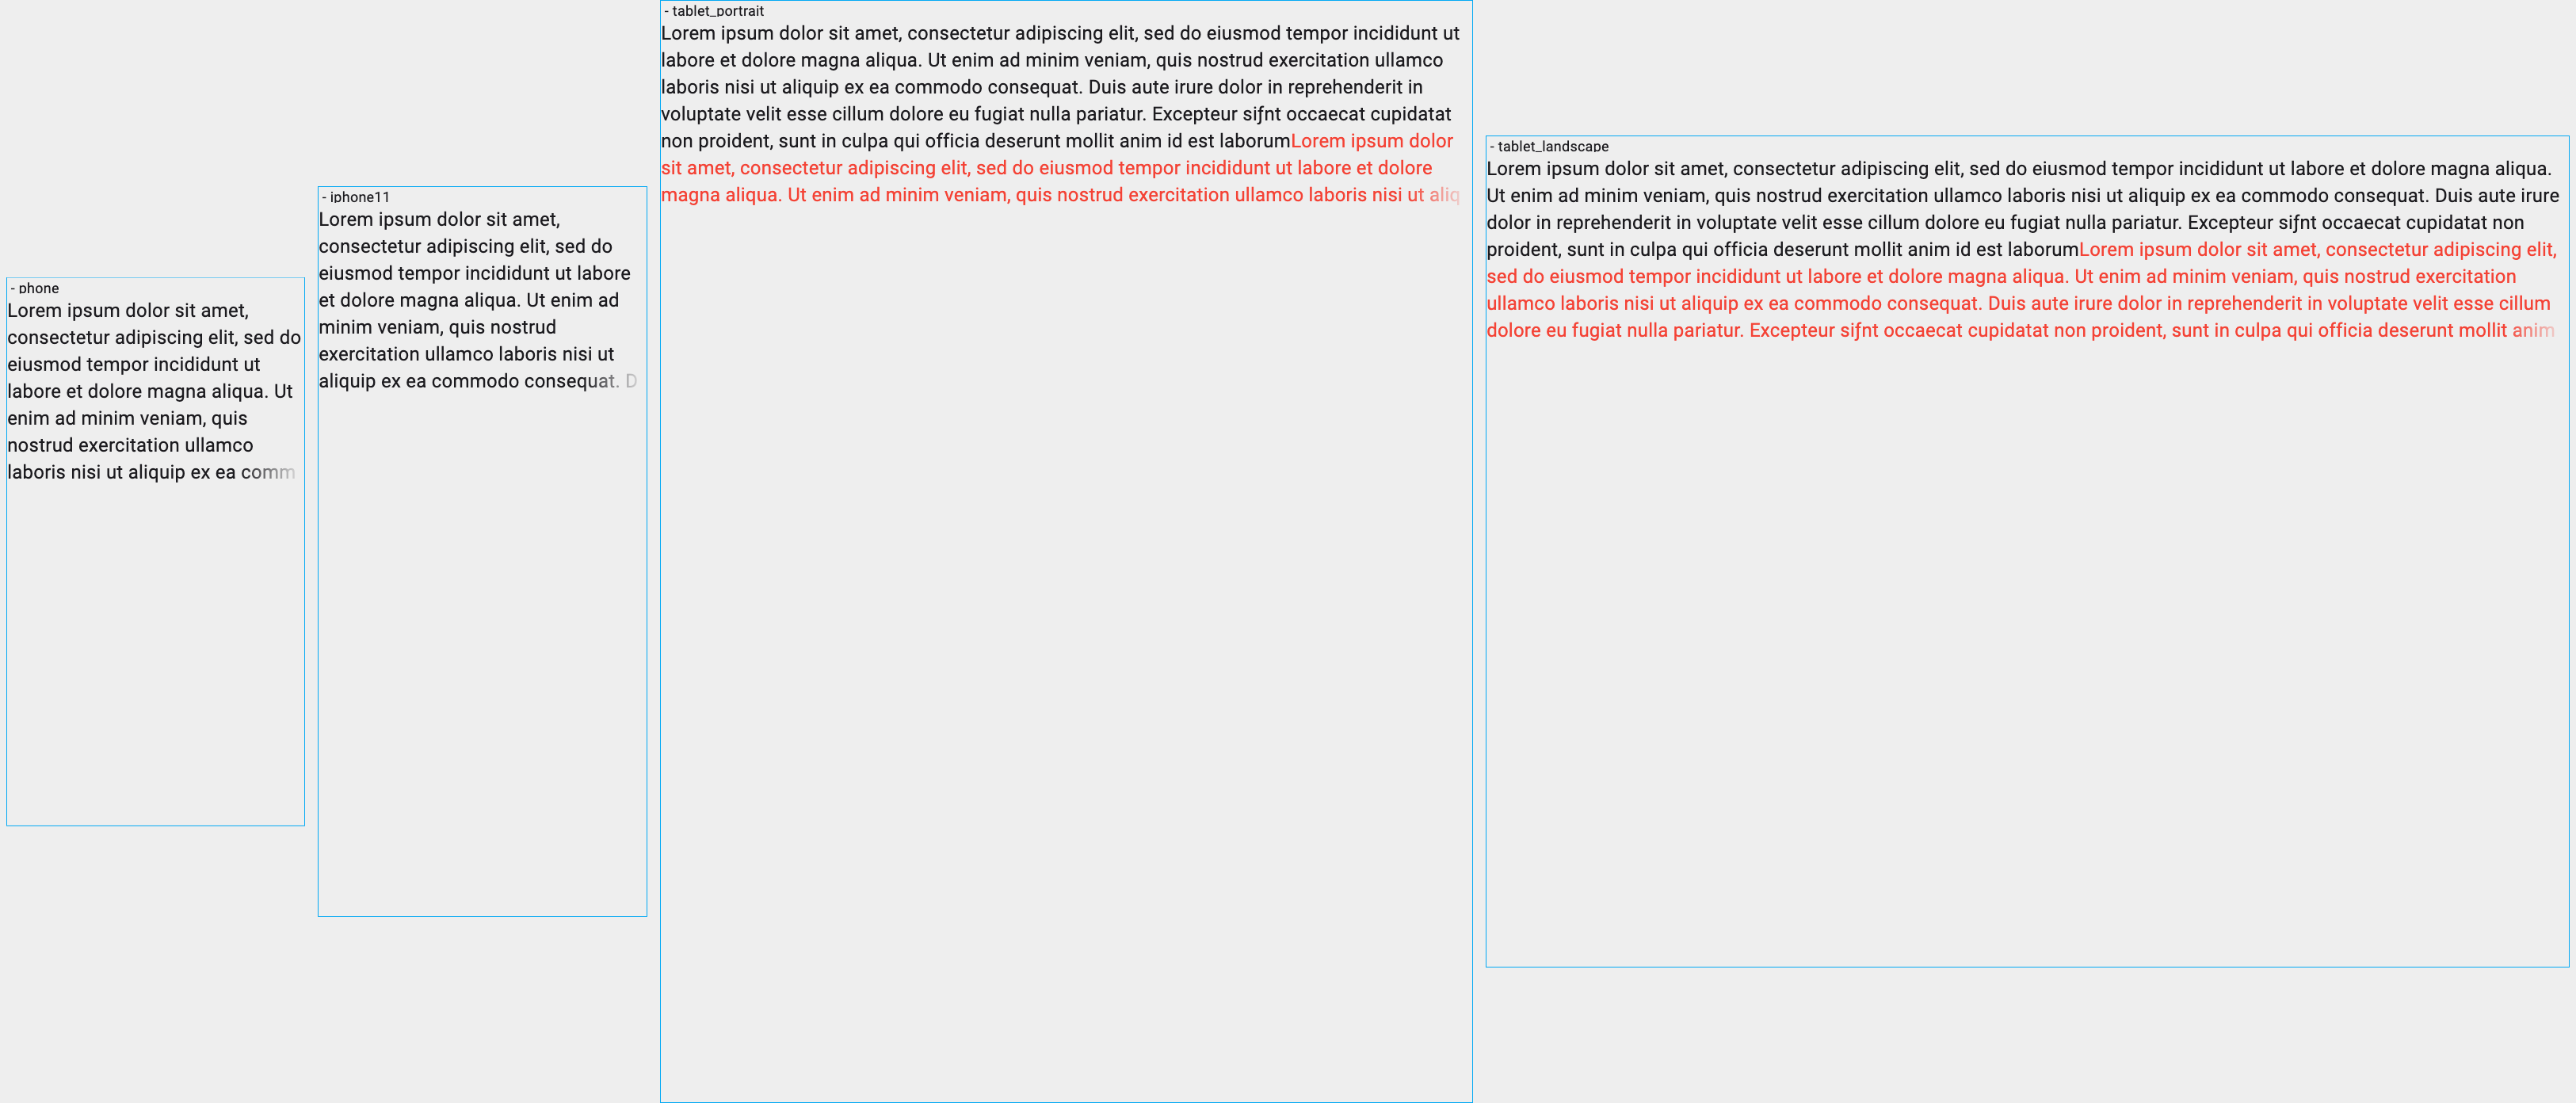 - phone
Lorem ipsum dolor sit amet,
consectetur adipiscing elit, sed do
eiusmod tempor incididunt ut
labore et dolore magna aliqua. Ut
enim ad minim veniam, quis
nostrud exercitation ullamco
laboris nisi ut aliquip ex ea comm
- iphone11
Lorem ipsum dolor sit amet,
consectetur adipiscing elit, sed do
eiusmod tempor incididunt ut labore
et dolore magna aliqua. Ut enim ad
minim veniam, quis nostrud
exercitation ullamco laboris nisi ut
aliquip ex ea commodo consequat. D
- tablet_portrait
Lorem ipsum dolor sit amet, consectetur adipiscing elit, sed do eiusmod tempor incididunt ut
labore et dolore magna aliqua. Ut enim ad minim veniam, quis nostrud exercitation ullamco
laboris nisi ut aliquip ex ea commodo consequat. Duis aute irure dolor in reprehenderit in
voluptate velit esse cillum dolore eu fugiat nulla pariatur. Excepteur siƒnt occaecat cupidatat
non proident, sunt in culpa qui officia deserunt mollit anim id est laborumLorem ipsum dolor
sit amet, consectetur adipiscing elit, sed do eiusmod tempor incididunt ut labore et dolore
magna aliqua. Ut enim ad minim veniam, quis nostrud exercitation ullamco laboris nisi ut aliq
- tablet_landscape
Lorem ipsum dolor sit amet, consectetur adipiscing elit, sed do eiusmod tempor incididunt ut labore et dolore magna aliqua.
Ut enim ad minim veniam, quis nostrud exercitation ullamco laboris nisi ut aliquip ex ea commodo consequat. Duis aute irure
dolor in reprehenderit in voluptate velit esse cillum dolore eu fugiat nulla pariatur. Excepteur siƒnt occaecat cupidatat non
proident, sunt in culpa qui officia deserunt mollit anim id est laborumLorem ipsum dolor sit amet, consectetur adipiscing elit,
sed do eiusmod tempor incididunt ut labore et dolore magna aliqua. Ut enim ad minim veniam, quis nostrud exercitation
ullamco laboris nisi ut aliquip ex ea commodo consequat. Duis aute irure dolor in reprehenderit in voluptate velit esse cillum
dolore eu fugiat nulla pariatur. Excepteur siƒnt occaecat cupidatat non proident, sunt in culpa qui officia deserunt mollit anim